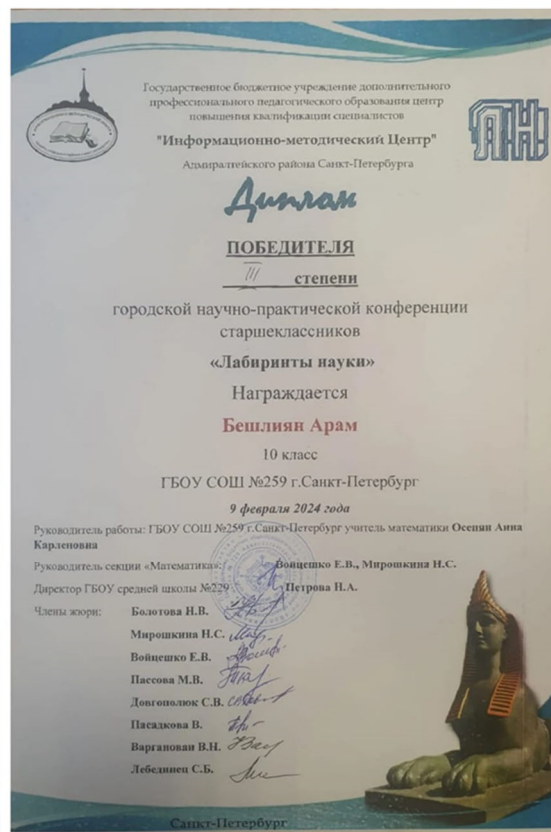 Государственное бюджетное учреждение дополнительного
профессионального педагогического образования центр
повышения квалификации специалистов
"Информационно-методический Центр"
Адмиралтейского района Санкт-Петербурга
ЛН
Диплом
ПОБЕДИТЕЛЯ
III степени
городской научно-практической конференции
старшеклассников
«Лабиринты науки»
Награждается
Бешлиян Арам
10 класс
ГБОУ СОШ №259 г.Санкт-Петербург
9 февраля 2024 года
Руководитель работы: ГБОУ СОШ №259 г.Санкт-Петербург учитель математики Осепян Анна
Карленовна
Руководитель секции «Математика»: Войцешко Е.В., Мирошкина Н.С.
Директор ГБОУ средней школы №229 Петрова Н.А.
Члены жюри: Болотова Н.В.
Мирошкина Н.С.
Войцешко Е.В.
Пассова М.В.
Довгополюк С.В.
Пасадкова В.
Варганован В.Н.
Лебединец С.Б.
Санкт-Петербург